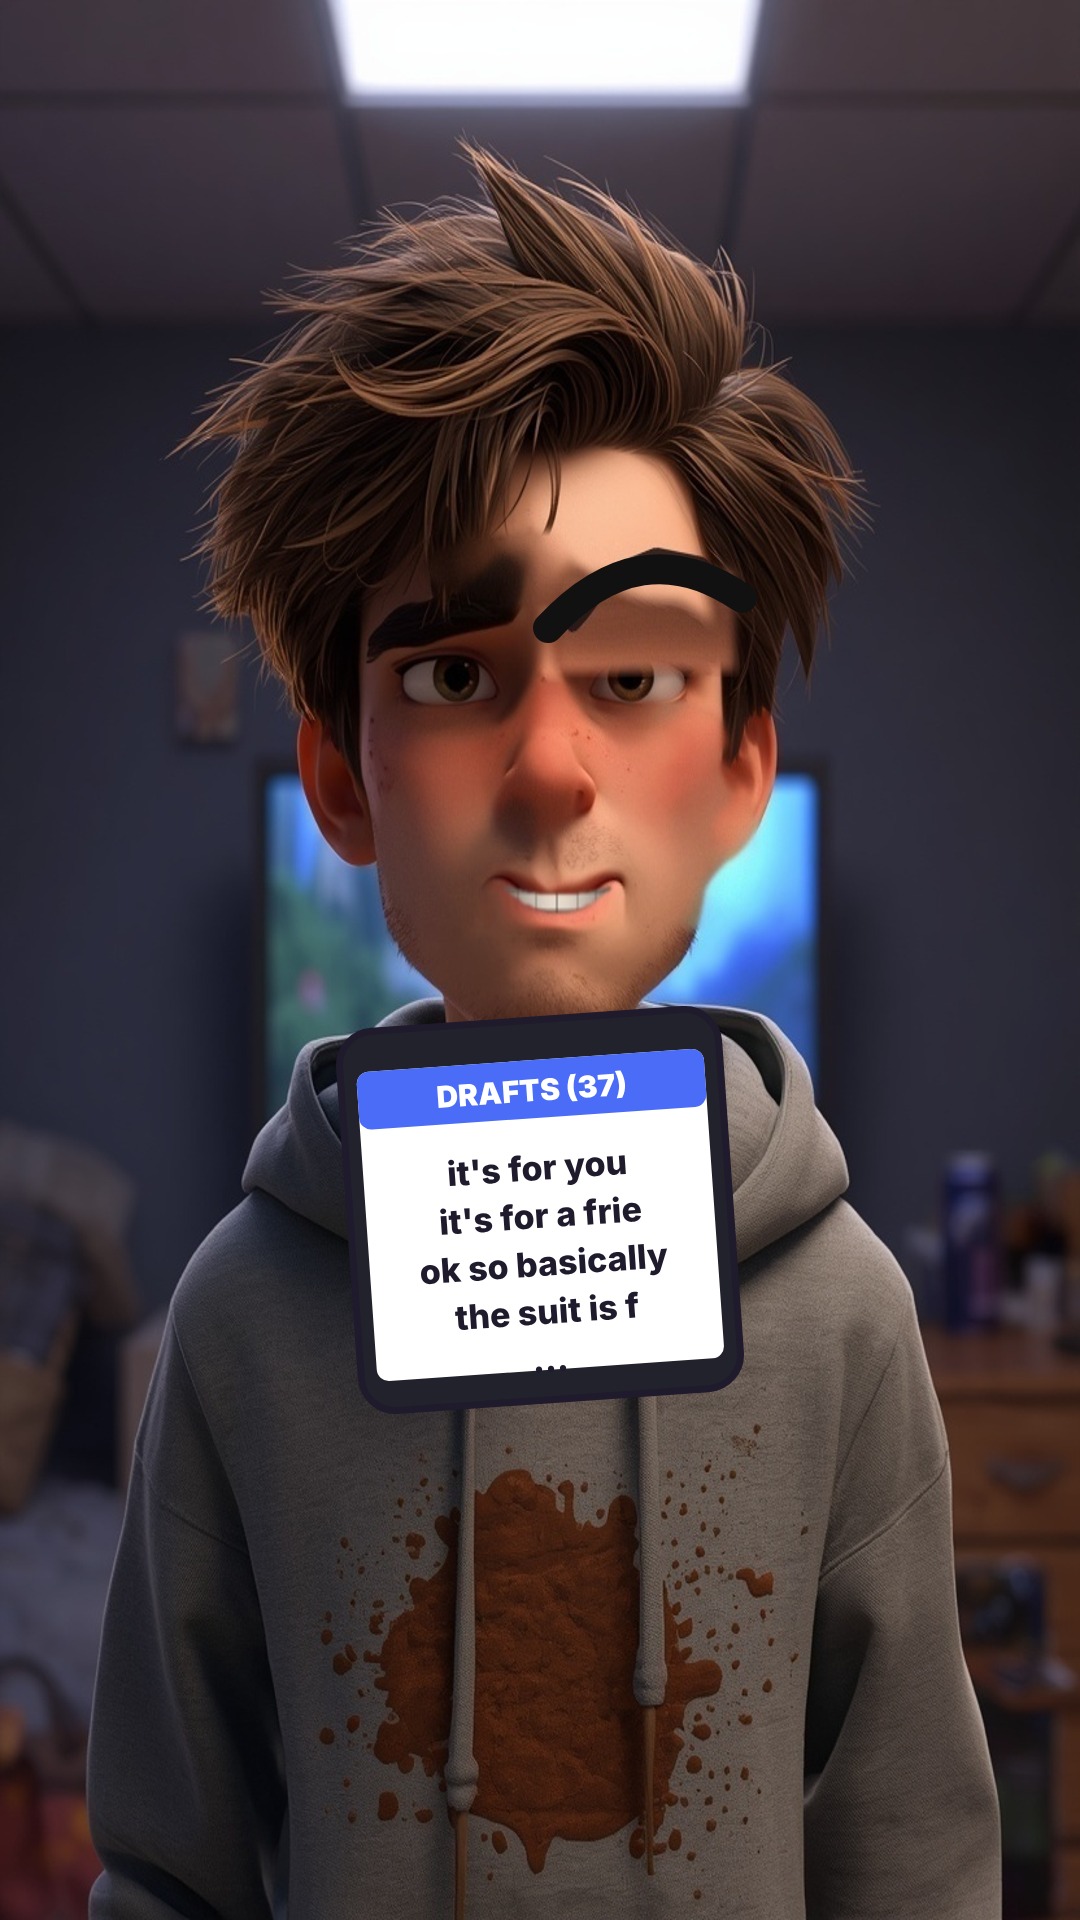 DRAFTS (37)
it's for you
it's for a frie
ok so basically
the suit is f
...